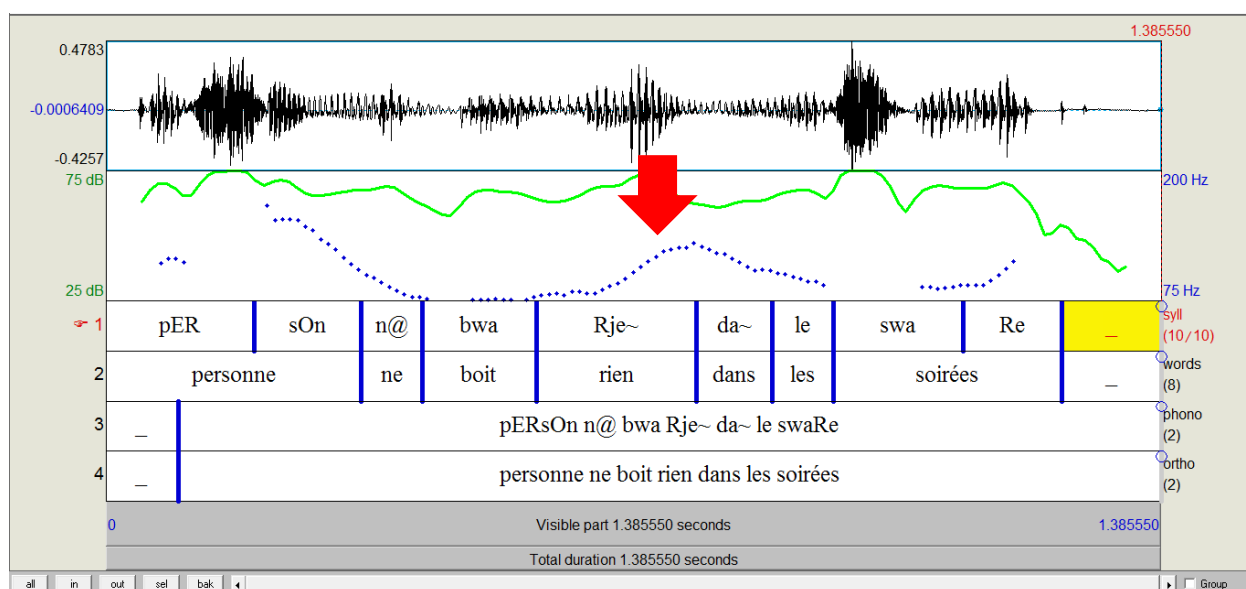 1.385550
0.4783
-0.0006409
-0.4257
75 dB
200 Hz
25 dB
75 Hz
1 pER sOn n@ bwa Rje~ da~ le swa Re _ syll (10/10)
2 personne ne boit rien dans les soirées _ words (8)
3 _ pERsOn n@ bwa Rje~ da~ le swaRe phono (2)
4 _ personne ne boit rien dans les soirées ortho (2)
0 Visible part 1.385550 seconds 1.385550
Total duration 1.385550 seconds
all in out sel bak Group